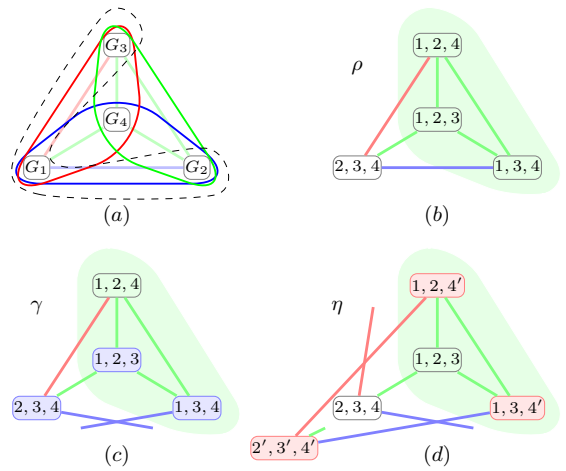 G₃
G₄
G₁ G₂
(a)
ρ
1, 2, 4
1, 2, 3
2, 3, 4 1, 3, 4
(b)
γ
1, 2, 4
1, 2, 3
2, 3, 4 1, 3, 4
(c)
η
1, 2, 4′
1, 2, 3
2, 3, 4 1, 3, 4′
2′, 3′, 4′
(d)